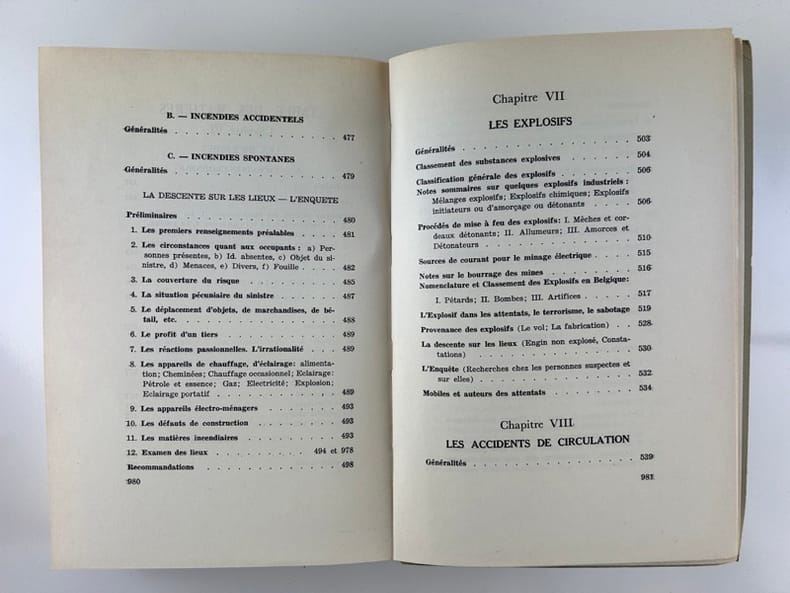 B. — INCENDIES ACCIDENTELS
Généralités . . . . . . . . . . . . . . . . 477
C. — INCENDIES SPONTANES
Généralités . . . . . . . . . . . . . . . . 479
LA DESCENTE SUR LES LIEUX — L'ENQUETE
Préliminaires . . . . . . . . . . . . . . . 480
1. Les premiers renseignements préalables . . . . . 481
2. Les circonstances quant aux occupants : a) Per-
sonnes présentes, b) Id. absentes, c) Objet du si-
nistre, d) Menaces, e) Divers, f) Fouille . . . . 482
3. La couverture du risque . . . . . . . . . . 485
4. La situation pécuniaire du sinistre . . . . . . 487
5. Le déplacement d'objets, de marchandises, de bé-
tail, etc. . . . . . . . . . . . . . . . 488
6. Le profit d'un tiers . . . . . . . . . . . 489
7. Les réactions passionnelles. L'irrationalité . . . 489
8. Les appareils de chauffage, d'éclairage : alimenta-
tion; Cheminées; Chauffage occasionnel; Eclairage :
Pétrole et essence; Gaz; Electricité; Explosion;
Eclairage portatif . . . . . . . . . . . . 489
9. Les appareils électro-ménagers . . . . . . . . 493
10. Les défauts de construction . . . . . . . . . 493
11. Les matières incendiaires . . . . . . . . . . 493
12. Examen des lieux . . . . . . . . . 494 et 978
Recommandations . . . . . . . . . . . . . 498
980
Chapitre VII
LES EXPLOSIFS
Généralités . . . . . . . . . . . . . . . . 503
Classement des substances explosives . . . . . . 504
Classification générale des explosifs . . . . . . . 506
Notes sommaires sur quelques explosifs industriels :
Mélanges explosifs; Explosifs chimiques; Explosifs
initiateurs ou d'amorçage ou détonants . . . . . 506
Procédés de mise à feu des explosifs : I. Mèches et cor-
deaux détonants; II. Allumeurs; III. Amorces et
Détonateurs . . . . . . . . . . . . . . 510
Sources de courant pour le minage électrique . . . . 515
Notes sur le bourrage des mines . . . . . . . . 516
Nomenclature et Classement des Explosifs en Belgique :
I. Pétards; II. Bombes; III. Artifices . . . . . 517
L'Explosif dans les attentats, le terrorisme, le sabotage 519
Provenance des explosifs (Le vol; La fabrication) . . . 528
La descente sur les lieux (Engin non explosé, Consta-
tations) . . . . . . . . . . . . . . . 530
L'Enquête (Recherches chez les personnes suspectes et
sur elles) . . . . . . . . . . . . . . . 532
Mobiles et auteurs des attentats . . . . . . . . 534
Chapitre VIII
LES ACCIDENTS DE CIRCULATION
Généralités . . . . . . . . . . . . . . . . 539
981